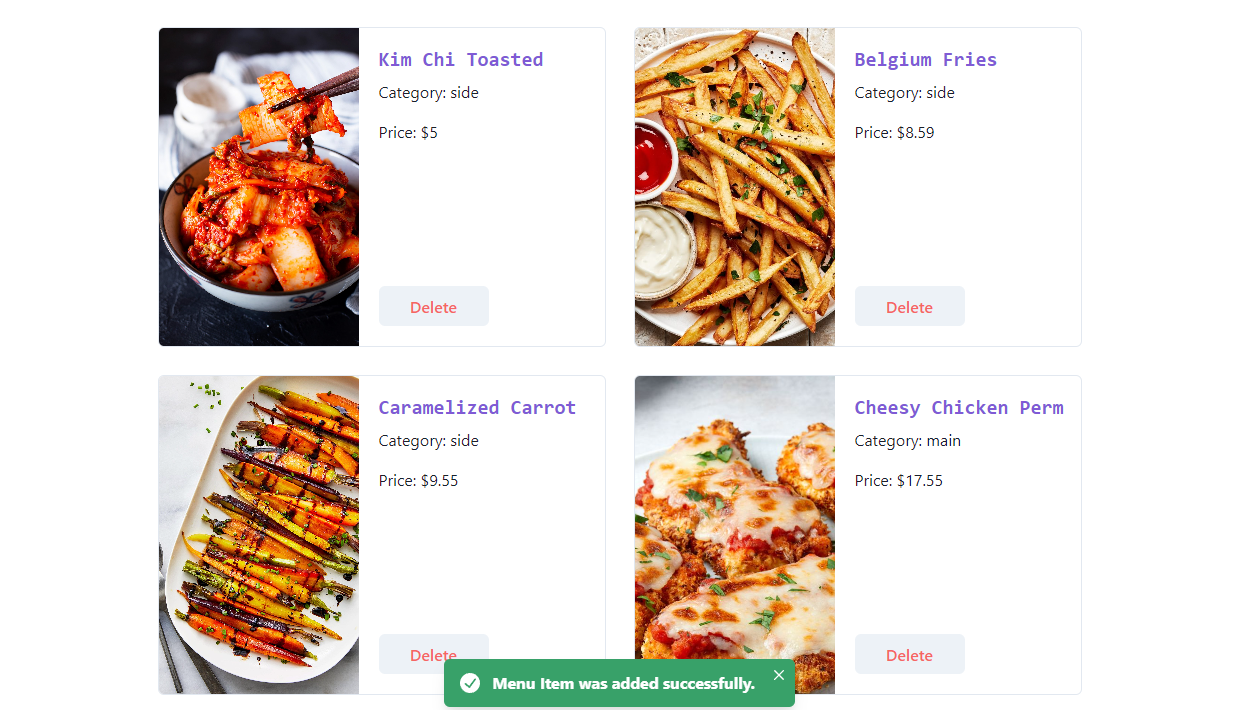 Kim Chi Toasted
Category: side
Price: $5
Delete
Belgium Fries
Category: side
Price: $8.59
Delete
Caramelized Carrot
Category: side
Price: $9.55
Delete
Cheesy Chicken Perm
Category: main
Price: $17.55
Delete
Menu Item was added successfully.